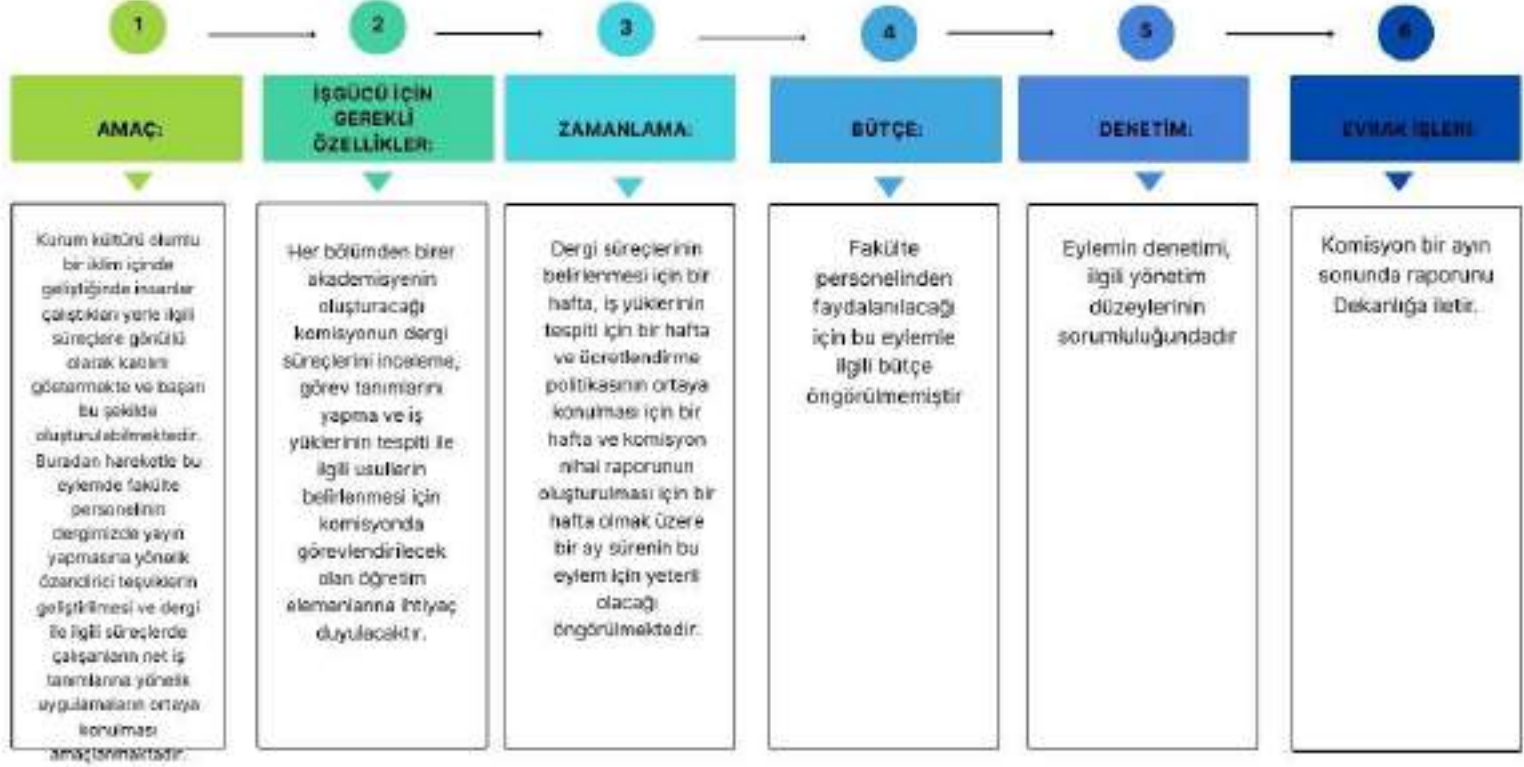 1
2
3
4
5
6
AMAÇ:
İŞGÜCÜ İÇİN
GEREKLİ
ÖZELLİKLER:
ZAMANLAMA:
BÜTÇE:
DENETİM:
EVRAK İŞLERİ:
Kurum kültürü olumlu
bir iklim içinde
geliştiğinde insanlar
çalıştıkları yerle ilgili
süreçlere gönüllü
olarak katılım
göstermekte ve başarı
bu şekilde
oluşturulabilmektedir.
Buradan hareketle bu
eylemde fakülte
personelinin
dergimizde yayın
yapmasına yönelik
özendirici teşviklerin
geliştirilmesi ve dergi
ile ilgili süreçlerde
çalışanların net iş
tanımlarına yönelik
uygulamaların ortaya
konulması
amaçlanmaktadır.
Her bölümden birer
akademisyenin
oluşturacağı
komisyonun dergi
süreçlerini inceleme,
görev tanımlarını
yapma ve iş
yüklerinin tespiti ile
ilgili usullerin
belirlenmesi için
komisyonda
görevlendirilecek
olan öğretim
elemanlarına ihtiyaç
duyulacaktır.
Dergi süreçlerinin
belirlenmesi için bir
hafta, iş yüklerinin
tespiti için bir hafta
ve ücretlendirme
politikasının ortaya
konulması için bir
hafta ve komisyon
nihai raporunun
oluşturulması için bir
hafta olmak üzere
bir ay sürenin bu
eylem için yeterli
olacağı
öngörülmektedir.
Fakülte
personelinden
faydalanılacağı
için bu eylemle
ilgili bütçe
öngörülmemiştir
Eylemin denetimi,
ilgili yönetim
düzeylerinin
sorumluluğundadır
Komisyon bir ayın
sonunda raporunu
Dekanlığa iletir.